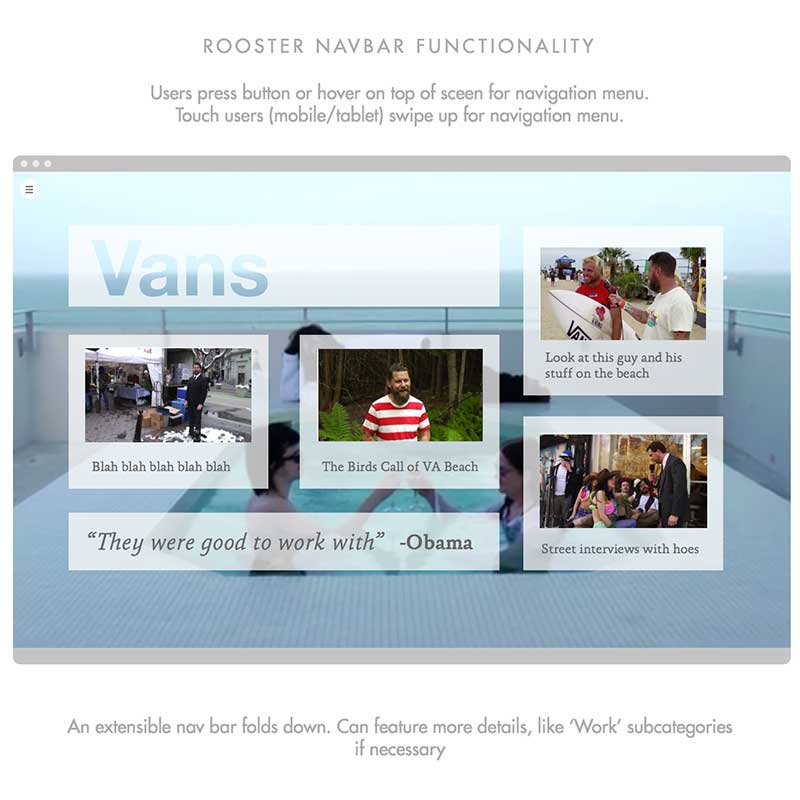 ROOSTER NAVBAR FUNCTIONALITY
Users press button or hover on top of sceen for navigation menu.
Touch users (mobile/tablet) swipe up for navigation menu.
Vans
Look at this guy and his
stuff on the beach
Blah blah blah blah blah
The Birds Call of VA Beach
Street interviews with hoes
“They were good to work with” -Obama
An extensible nav bar folds down. Can feature more details, like ‘Work’ subcategories
if necessary